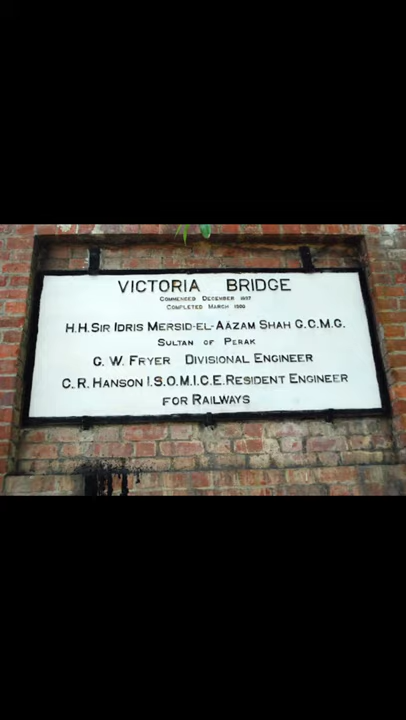 VICTORIA BRIDGE
COMMENCED DECEMBER 1897
COMPLETED MARCH 1900
H.H.SIR IDRIS MERSID-EL-AAZAM SHAH G.C.M.G.
SULTAN OF PERAK
G. W. FRYER DIVISIONAL ENGINEER
C.R. HANSON I.S.O.M.I.C.E. RESIDENT ENGINEER
FOR RAILWAYS